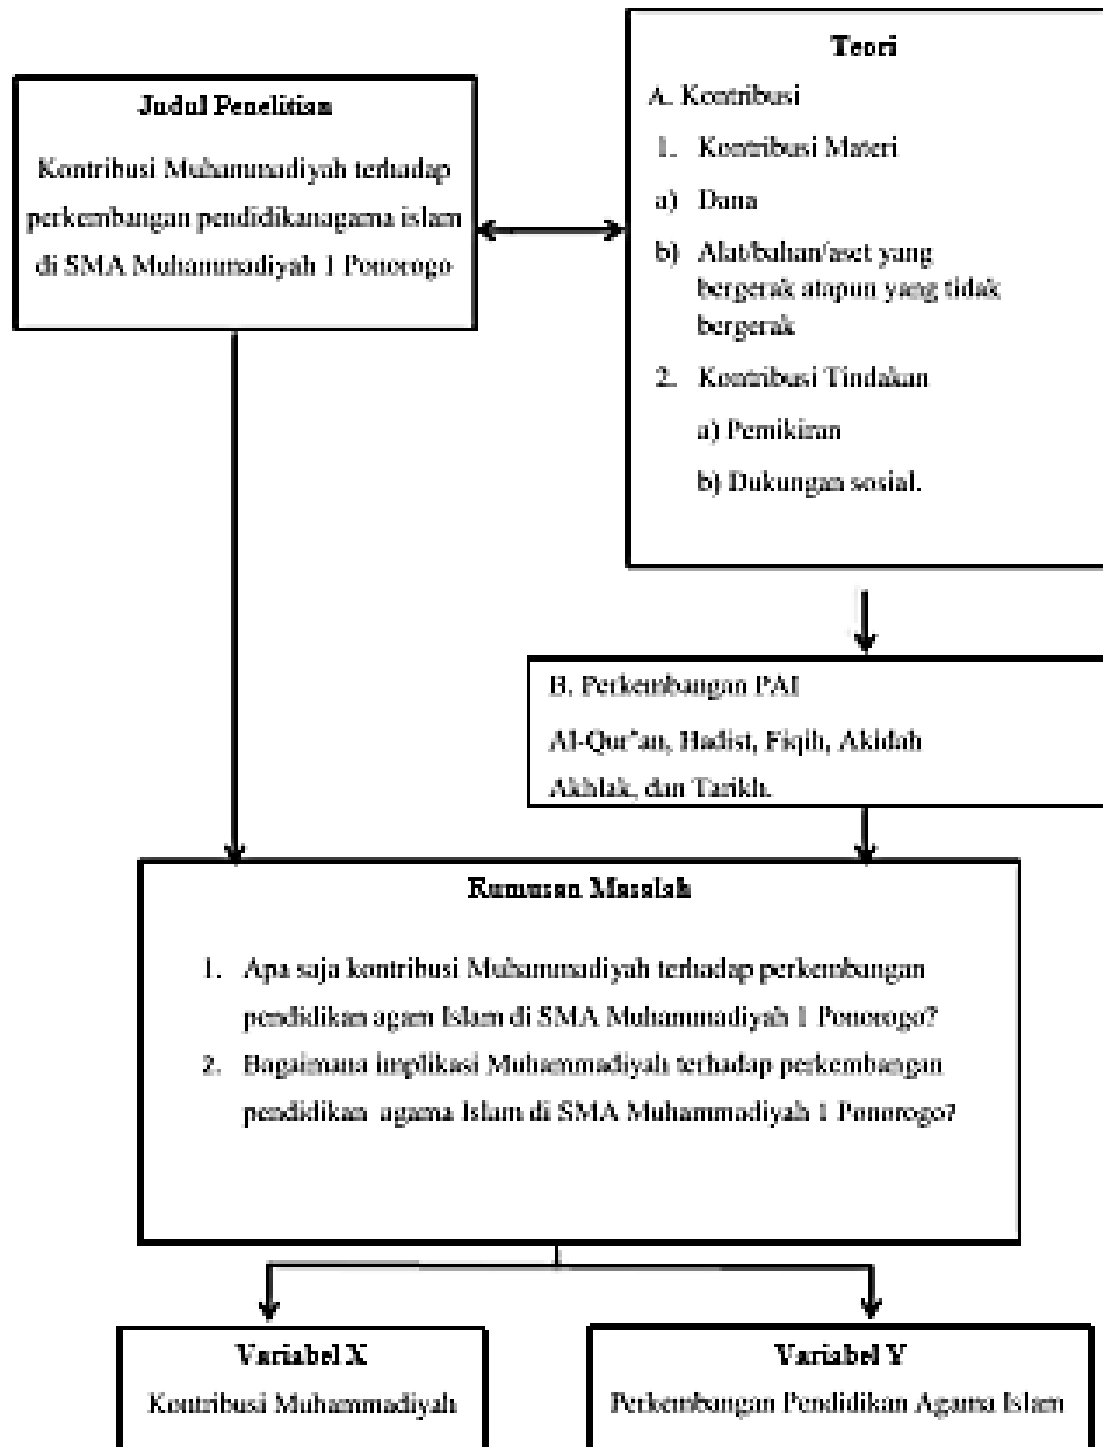 Judul Penelitian
Kontribusi Muhammadiyah terhadap
perkembangan pendidikanagama islam
di SMA Muhammadiyah 1 Ponorogo
Teori
A. Kontribusi
1. Kontribusi Materi
a) Dana
b) Alat/bahan/aset yang
bergerak atapun yang tidak
bergerak
2. Kontribusi Tindakan
a) Pemikiran
b) Dukungan sosial.
B. Perkembangan PAI
Al-Qur'an, Hadist, Fiqih, Akidah
Akhlak, dan Tarikh.
Rumusan Masalah
1. Apa saja kontribusi Muhammadiyah terhadap perkembangan
pendidikan agam Islam di SMA Muhammadiyah 1 Ponorogo?
2. Bagaimana implikasi Muhammadiyah terhadap perkembangan
pendidikan agama Islam di SMA Muhammadiyah 1 Ponorogo?
Variabel X
Kontribusi Muhammadiyah
Variabel Y
Perkembangan Pendidikan Agama Islam